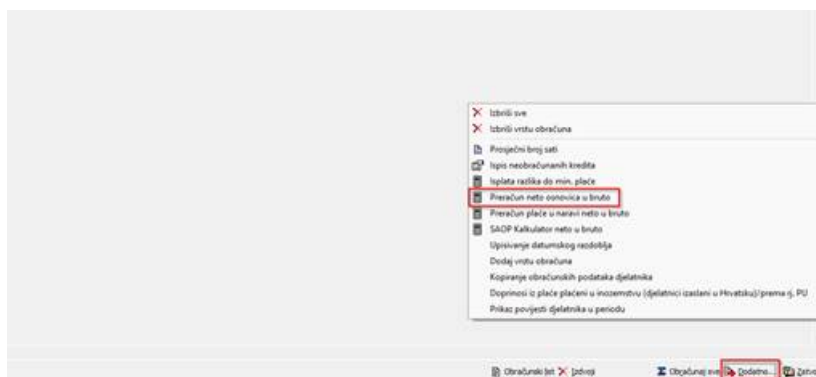 Izbriši sve
Izbriši vrstu obračuna
Prosječni broj sati
Ispis neobračunanih kredita
Isplata razlika do min. plaće
Preračun neto osnovica u bruto
Preračun plaće u naravi neto u bruto
SAOP Kalkulator neto u bruto
Upisivanje datumskog razdoblja
Dodaj vrstu obračuna
Kopiranje obračunskih podataka djelatnika
Doprinosi iz plaće plaćeni u inozemstvu (djelatnici izaslani u Hrvatsku)/prema rj. PU
Prikaz povijesti djelatnika u periodu
Obračunski list Izdvoji Obračunaj sve Dodatno... Zatvo